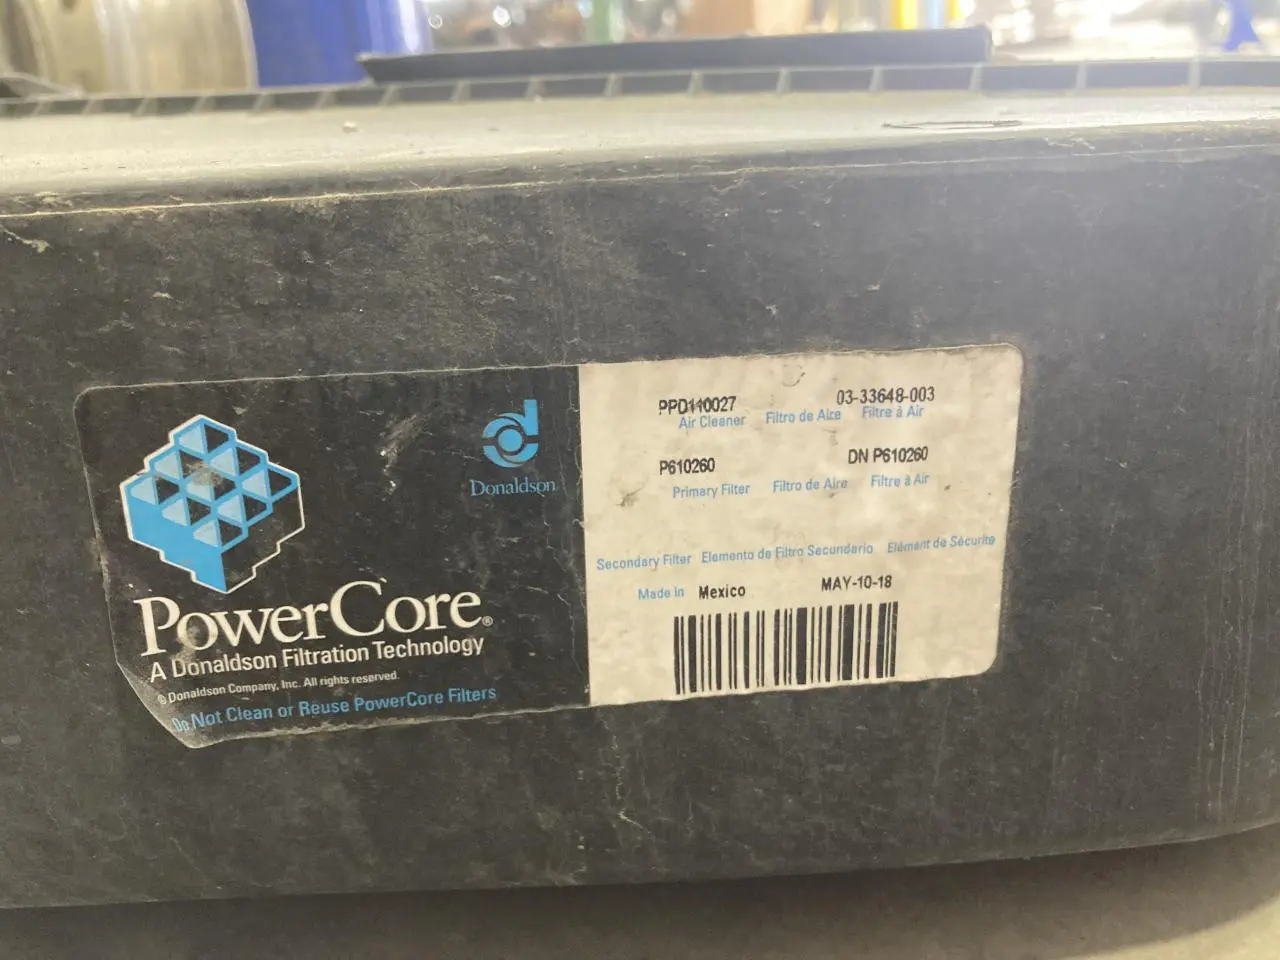 Donaldson
PowerCore®
A Donaldson Filtration Technology
© Donaldson Company, Inc. All rights reserved.
Do Not Clean or Reuse PowerCore Filters
PPD110027 03-33648-003
Air Cleaner Filtro de Aire Filtre à Air
P610260 DN P610260
Primary Filter Filtro de Aire Filtre à Air
Secondary Filter Elemento de Filtro Secundario Elément de Sécurité
Made in Mexico MAY-10-18